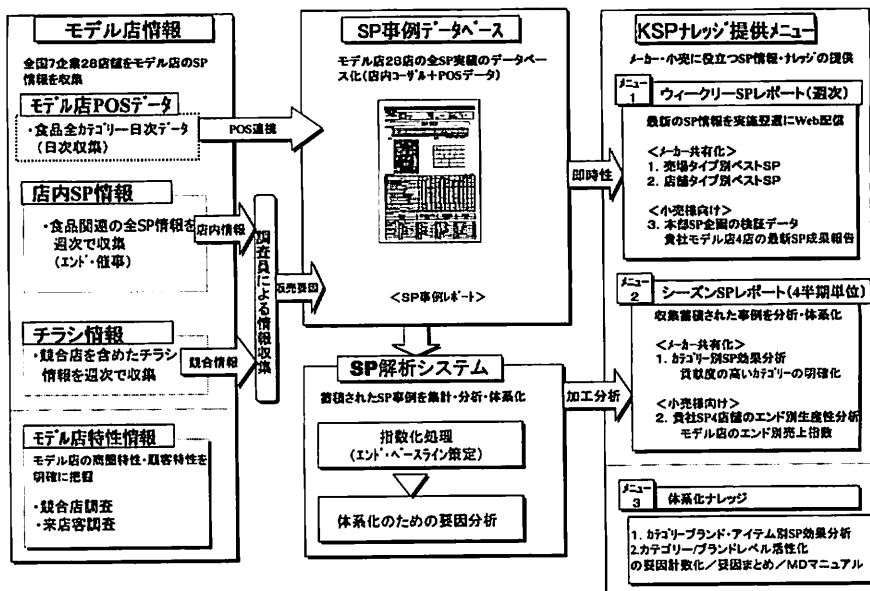 モデル店情報
全国7企業28店舗をモデル店のSP
情報を収集
モデル店POSデータ
・食品全カテゴリー日次データ
(日次収集)
店内SP情報
・食品関連の全SP情報を
週次で収集
(エンド・催事)
チラシ情報
・競合店を含めたチラシ
情報を週次で収集
モデル店特性情報
モデル店の商圏特性・顧客特性を
明確に把握
・競合店調査
・来店客調査
POS連携
店内情報
競合情報
調査員による情報収集
販売要因
SP事例データベース
モデル店28店の全SP実績のデータベー
ス化(店内コーザル+POSデータ)
<SP事例レポート>
SP解析システム
蓄積されたSP事例を集計・分析・体系化
指数化処理
(エンド・ベースライン策定)
体系化のための要因分析
即時性
加工分析
KSPナレッジ提供メニュー
メーカー・小売に役立つSP情報・ナレッジの提供
メニュー
1
ウィークリーSPレポート(週次)
最新のSP情報を実施翌週にWeb配信
<メーカー共有化>
1. 売場タイプ別ベストSP
2. 店舗タイプ別ベストSP
<小売様向け>
3. 本部SP企画の検証データ
貴社モデル店4店の最新SP成果報告
メニュー
2
シーズンSPレポート(4半期単位)
収集蓄積された事例を分析・体系化
<メーカー共有化>
1. カテゴリー別SP効果分析
貢献度の高いカテゴリーの明確化
<小売様向け>
2. 貴社SP4店舗のエンド別生産性分析
モデル店のエンド別売上指数
メニュー
3
体系化ナレッジ
1. カテゴリーブランド・アイテム別SP効果分析
2.カテゴリー/ブランドレベル活性化
の要因計数化/要因まとめ/MDマニュアル